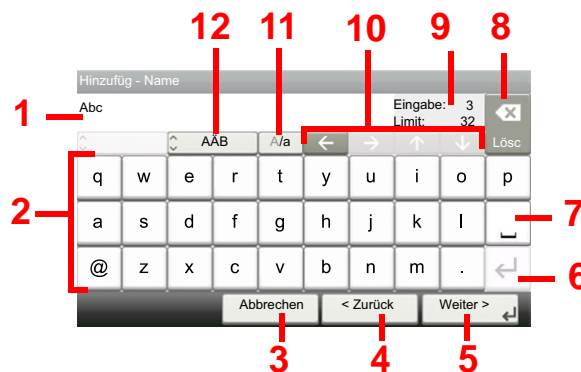 12 11 10 9 8
Hinzufüg - Name
1 Abc Eingabe: 3
Limit: 32
AÄB A/a ← → ↑ ↓ Lösc
2 q w e r t y u i o p
a s d f g h j k l ⎵ 7
@ z x c v b n m . ↵ 6
Abbrechen < Zurück Weiter > ↵
3 4 5